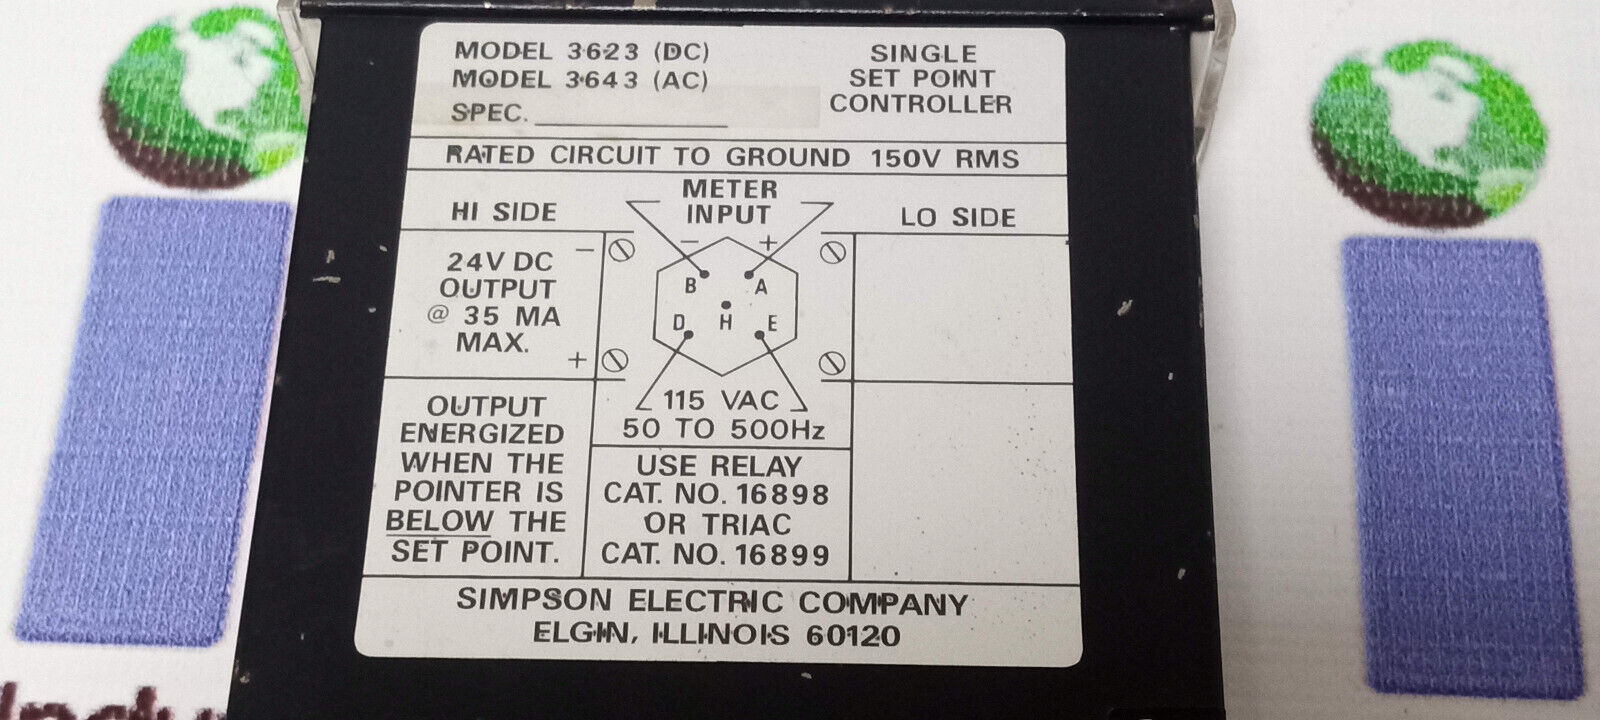 MODEL 3623 (DC)
MODEL 3643 (AC)
SPEC.
SINGLE
SET POINT
CONTROLLER
RATED CIRCUIT TO GROUND 150V RMS
HI SIDE
METER
INPUT
LO SIDE
− +
24V DC
OUTPUT
@ 35 MA
MAX.
−
+
B A
D H E
115 VAC
50 TO 500Hz
OUTPUT
ENERGIZED
WHEN THE
POINTER IS
BELOW THE
SET POINT.
USE RELAY
CAT. NO. 16898
OR TRIAC
CAT. NO. 16899
SIMPSON ELECTRIC COMPANY
ELGIN, ILLINOIS 60120